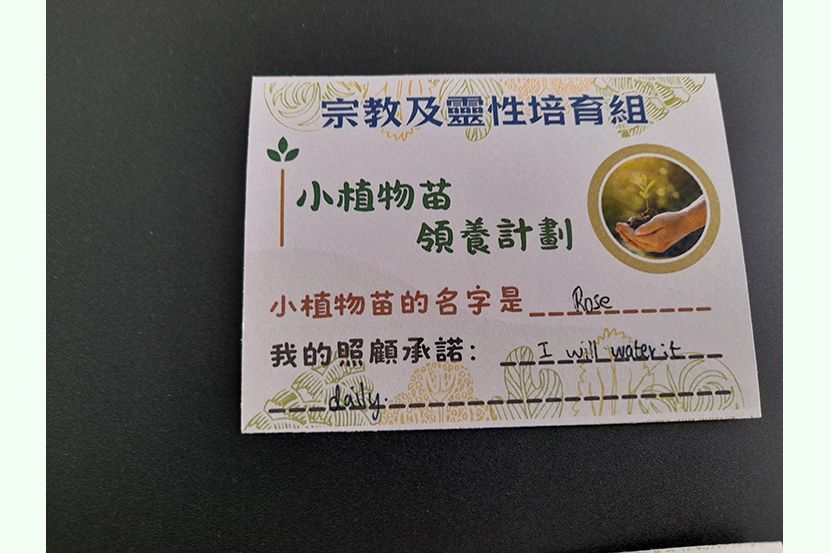 宗教及靈性培育組
小植物苗
領養計劃
小植物苗的名字是 Rose
我的照顧承諾： I will water it
daily.